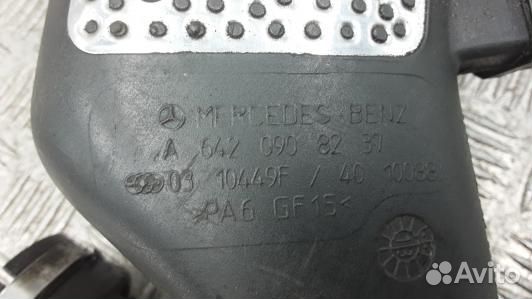 MERCEDES-BENZ
A 642 090 82 37
03 10449F / 40 10088
>PA6 GF15<
Avito